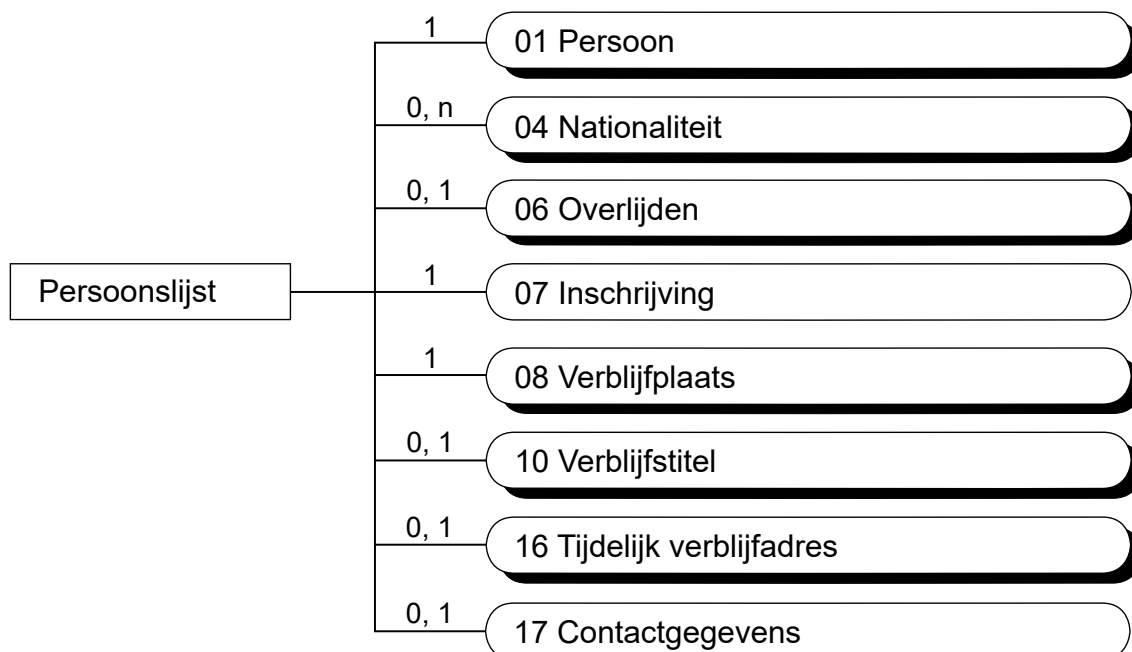 1
01 Persoon
0, n
04 Nationaliteit
0, 1
06 Overlijden
Persoonslijst
1
07 Inschrijving
1
08 Verblijfplaats
0, 1
10 Verblijfstitel
0, 1
16 Tijdelijk verblijfadres
0, 1
17 Contactgegevens